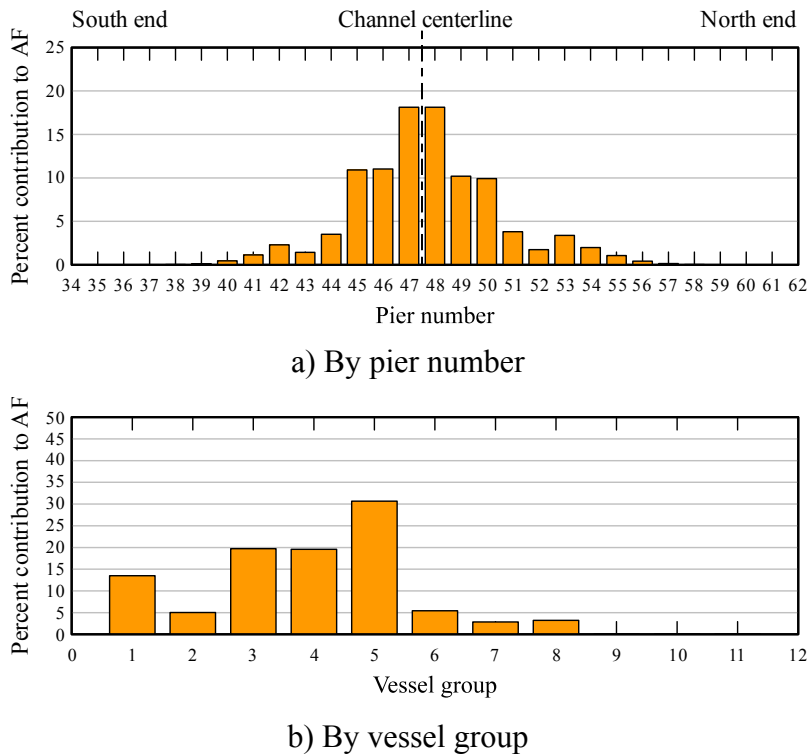 South end Channel centerline North end
Percent contribution to AF
25
20
15
10
5
0
34 35 36 37 38 39 40 41 42 43 44 45 46 47 48 49 50 51 52 53 54 55 56 57 58 59 60 61 62
Pier number
a) By pier number
Percent contribution to AF
50
45
40
35
30
25
20
15
10
5
0
0 1 2 3 4 5 6 7 8 9 10 11 12
Vessel group
b) By vessel group